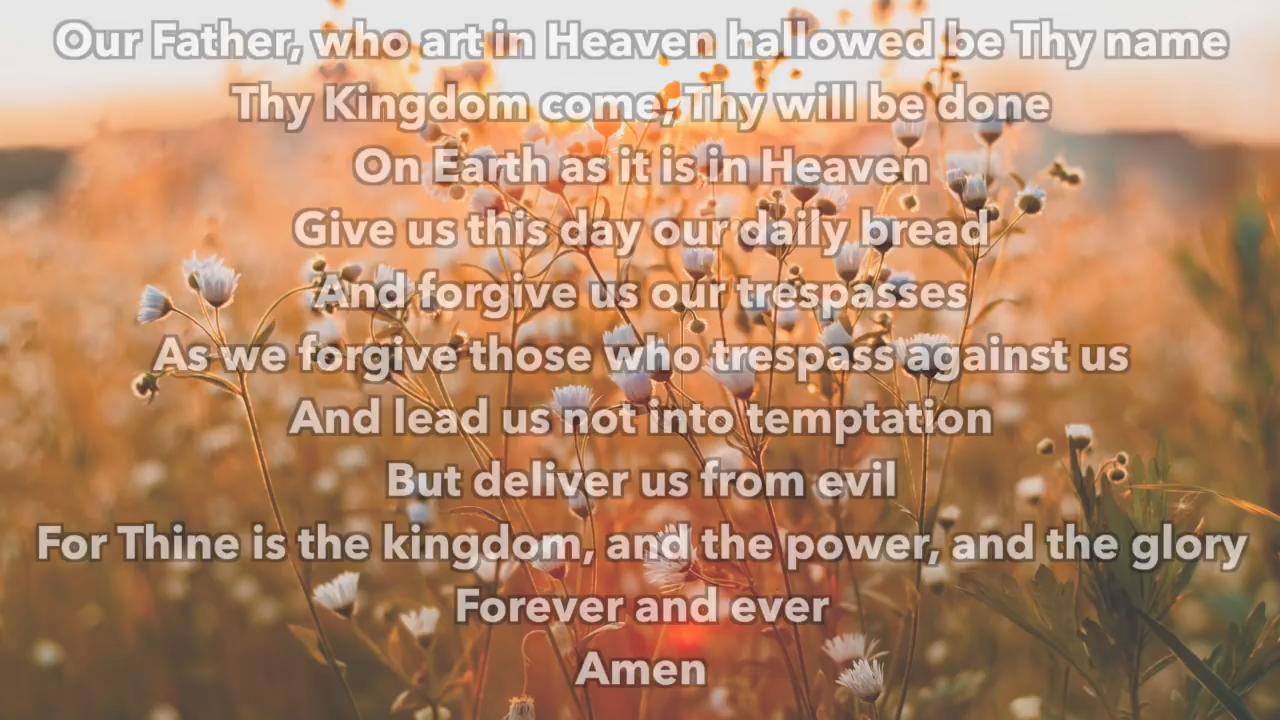 Our Father, who art in Heaven hallowed be Thy name
Thy Kingdom come, Thy will be done
On Earth as it is in Heaven
Give us this day our daily bread
And forgive us our trespasses
As we forgive those who trespass against us
And lead us not into temptation
But deliver us from evil
For Thine is the kingdom, and the power, and the glory
Forever and ever
Amen